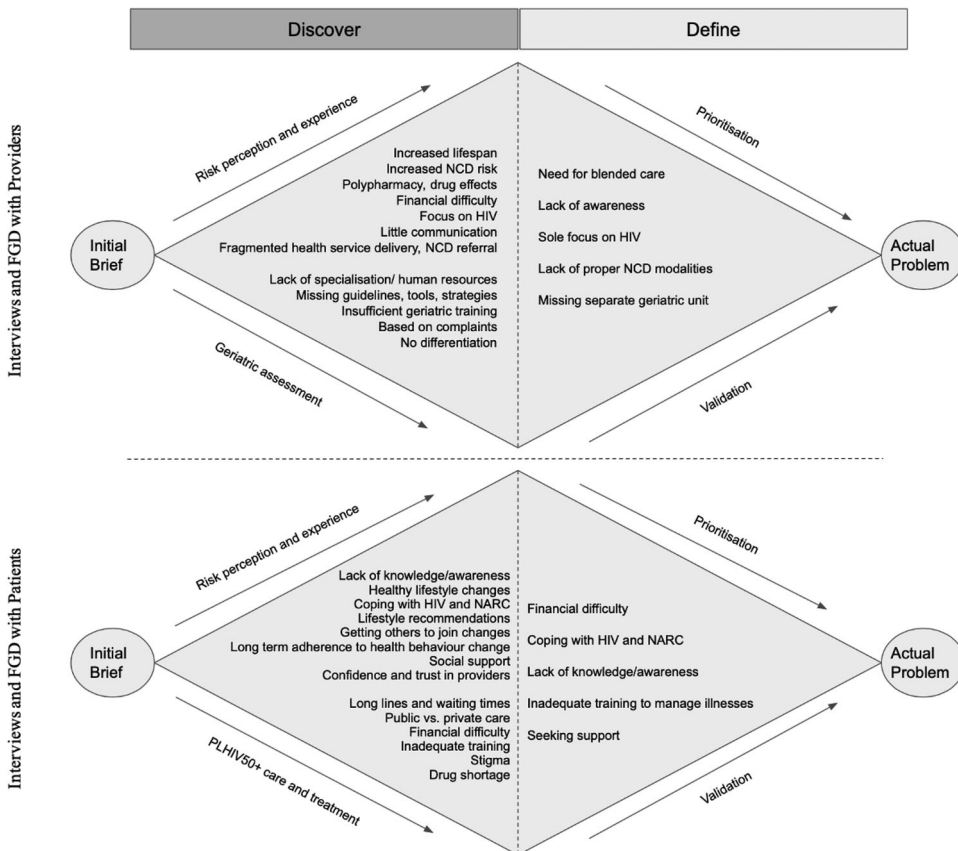 Discover
Define
Interviews and FGD with Providers
Initial
Brief
Risk perception and experience
Geriatric assessment
Increased lifespan
Increased NCD risk
Polypharmacy, drug effects
Financial difficulty
Focus on HIV
Little communication
Fragmented health service delivery, NCD referral
Lack of specialisation/ human resources
Missing guidelines, tools, strategies
Insufficient geriatric training
Based on complaints
No differentiation
Need for blended care
Lack of awareness
Sole focus on HIV
Lack of proper NCD modalities
Missing separate geriatric unit
Prioritisation
Validation
Actual
Problem
Interviews and FGD with Patients
Initial
Brief
Risk perception and experience
PLHIV50+ care and treatment
Lack of knowledge/awareness
Healthy lifestyle changes
Coping with HIV and NARC
Lifestyle recommendations
Getting others to join changes
Long term adherence to health behaviour change
Social support
Confidence and trust in providers
Long lines and waiting times
Public vs. private care
Financial difficulty
Inadequate training
Stigma
Drug shortage
Financial difficulty
Coping with HIV and NARC
Lack of knowledge/awareness
Inadequate training to manage illnesses
Seeking support
Prioritisation
Validation
Actual
Problem